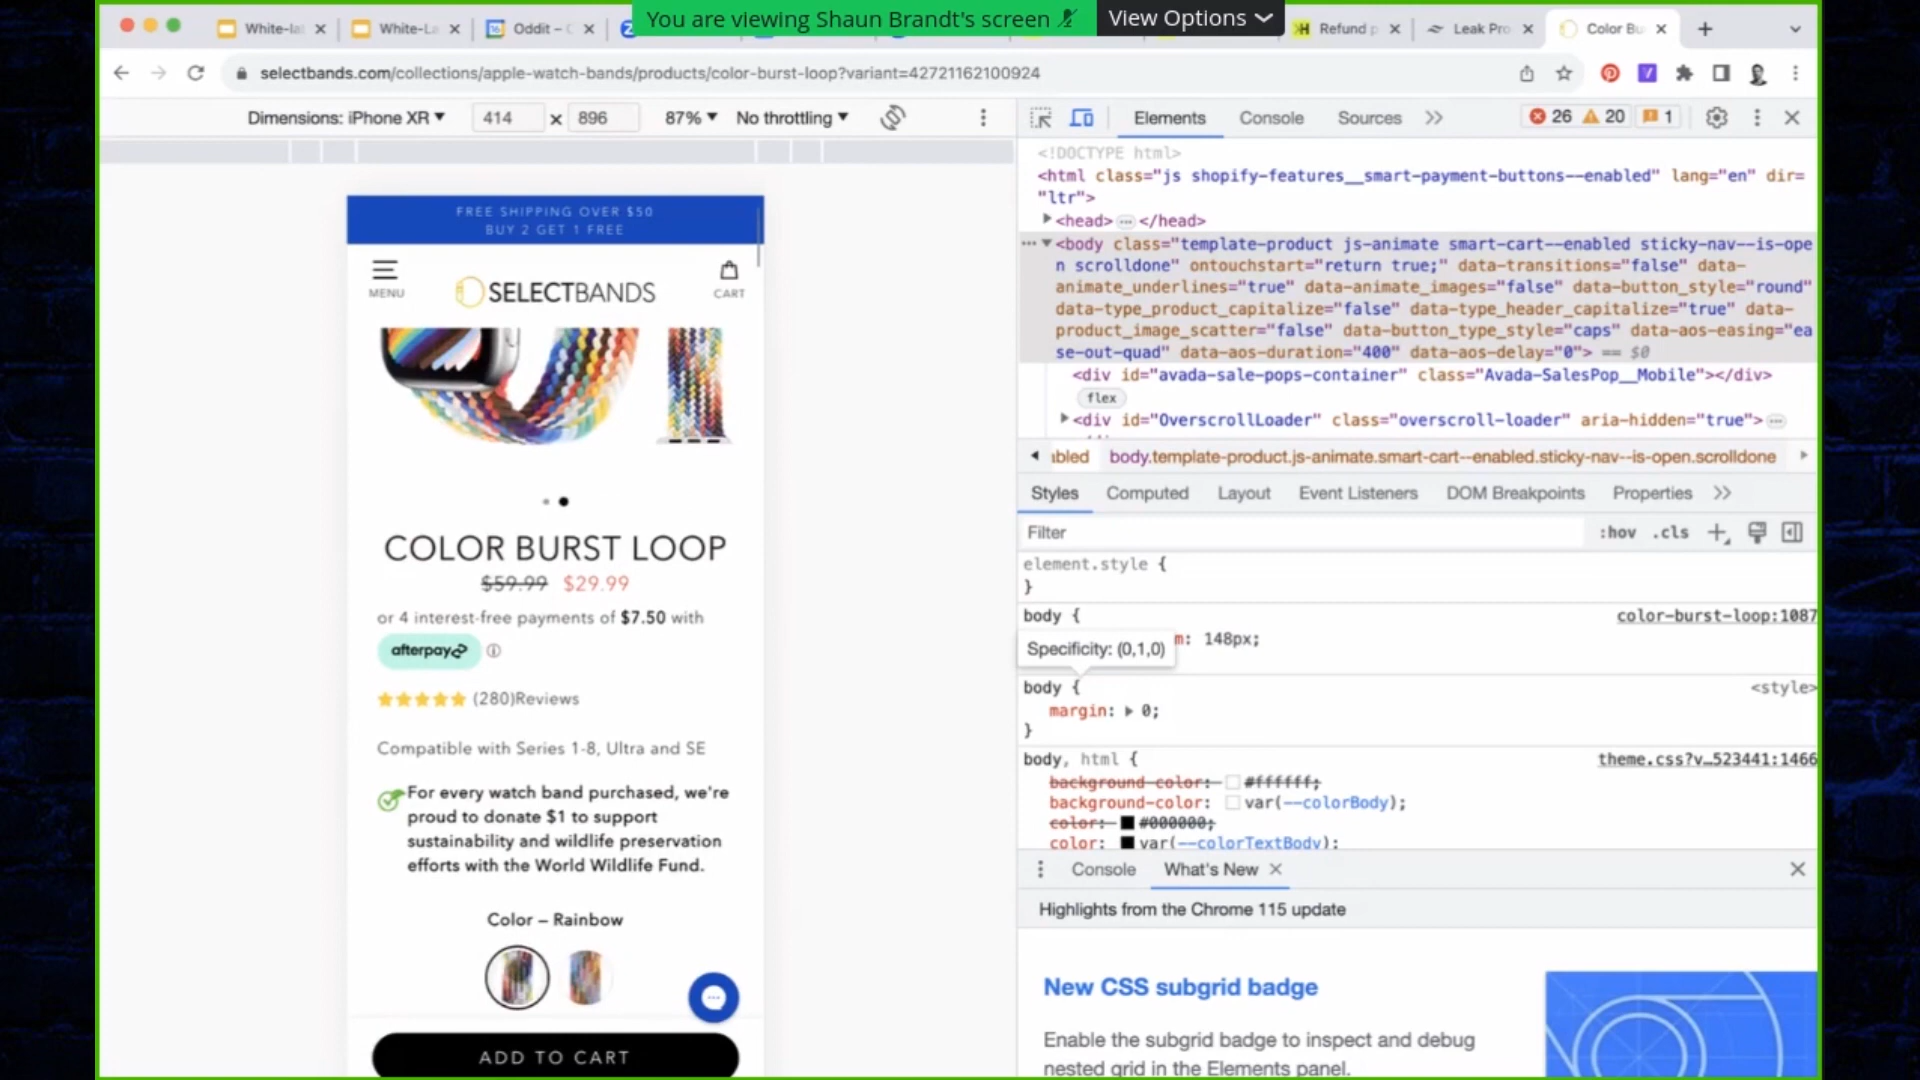 You are viewing Shaun Brandt's screen
View Options
White-la
White-La
Oddit – C
Refund p
Leak Pro
Color Bu
selectbands.com/collections/apple-watch-bands/products/color-burst-loop?variant=42721162100924
Dimensions: iPhone XR
414 x 896
87%
No throttling
Elements
Console
Sources
26
20
1
FREE SHIPPING OVER $50
BUY 2 GET 1 FREE
MENU
SELECTBANDS
CART
COLOR BURST LOOP
$59.99 $29.99
or 4 interest-free payments of $7.50 with
afterpay
(280)Reviews
Compatible with Series 1-8, Ultra and SE
For every watch band purchased, we're
proud to donate $1 to support
sustainability and wildlife preservation
efforts with the World Wildlife Fund.
Color – Rainbow
ADD TO CART
<!DOCTYPE html>
<html class="js shopify-features__smart-payment-buttons--enabled" lang="en" dir=
"ltr">
<head> … </head>
<body class="template-product js-animate smart-cart--enabled sticky-nav--is-ope
n scrolldone" ontouchstart="return true;" data-transitions="false" data-
animate_underlines="true" data-animate_images="false" data-button_style="round"
data-type_product_capitalize="false" data-type_header_capitalize="true" data-
product_image_scatter="false" data-button_type_style="caps" data-aos-easing="ea
se-out-quad" data-aos-duration="400" data-aos-delay="0"> == $0
<div id="avada-sale-pops-container" class="Avada-SalesPop__Mobile"></div>
flex
<div id="OverscrollLoader" class="overscroll-loader" aria-hidden="true"> …
abled body.template-product.js-animate.smart-cart--enabled.sticky-nav--is-open.scrolldone
Styles
Computed
Layout
Event Listeners
DOM Breakpoints
Properties
Filter
:hov .cls
element.style {
}
body {
color-burst-loop:1087
m: 148px;
Specificity: (0,1,0)
body {
<style>
margin: 0;
}
body, html {
theme.css?v…523441:1466
background-color: #ffffff;
background-color: var(--colorBody);
color: #000000;
color: var(--colorTextBody);
Console
What's New
Highlights from the Chrome 115 update
New CSS subgrid badge
Enable the subgrid badge to inspect and debug
nested grid in the Elements panel.